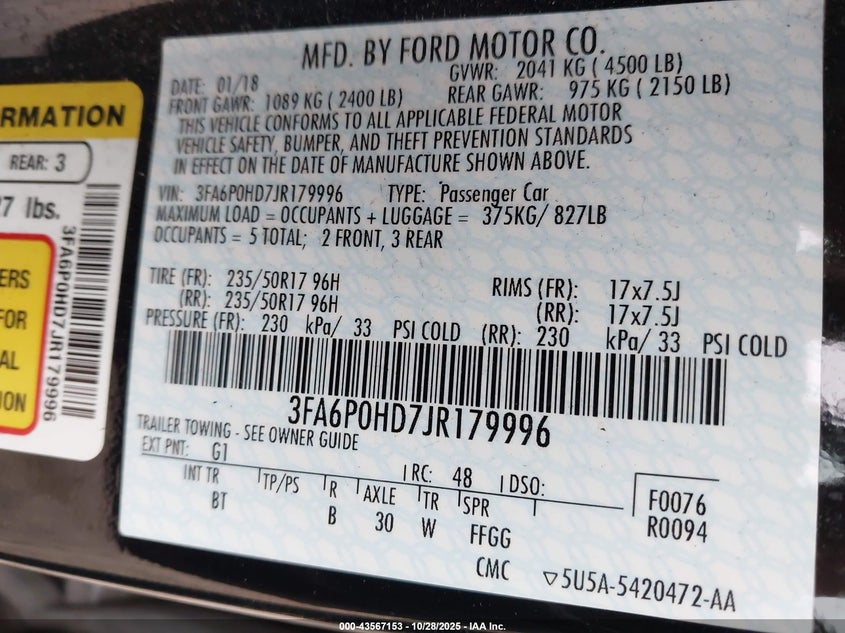 MFD. BY FORD MOTOR CO.
DATE: 01/18 GVWR: 2041 KG ( 4500 LB)
FRONT GAWR: 1089 KG ( 2400 LB) REAR GAWR: 975 KG ( 2150 LB)
THIS VEHICLE CONFORMS TO ALL APPLICABLE FEDERAL MOTOR
VEHICLE SAFETY, BUMPER, AND THEFT PREVENTION STANDARDS
IN EFFECT ON THE DATE OF MANUFACTURE SHOWN ABOVE.
VIN: 3FA6P0HD7JR179996 TYPE: Passenger Car
MAXIMUM LOAD = OCCUPANTS + LUGGAGE = 375KG/ 827LB
OCCUPANTS = 5 TOTAL; 2 FRONT, 3 REAR
TIRE (FR): 235/50R17 96H RIMS (FR): 17x7.5J
(RR): 235/50R17 96H (RR): 17x7.5J
PRESSURE (FR): 230 kPa/ 33 PSI COLD (RR): 230 kPa/ 33 PSI COLD
3FA6P0HD7JR179996
TRAILER TOWING - SEE OWNER GUIDE
EXT PNT: G1 RC: 48 DSO:
INT TR TP/PS R AXLE TR SPR
BT B 30 W FFGG
CMC
F0076
R0094
5U5A-5420472-AA
RMATION
REAR: 3
7 lbs.
3FA6P0HD7JR179996
ERS
FOR
AL
ION
000-43567153 - 10/28/2025 - IAA Inc.